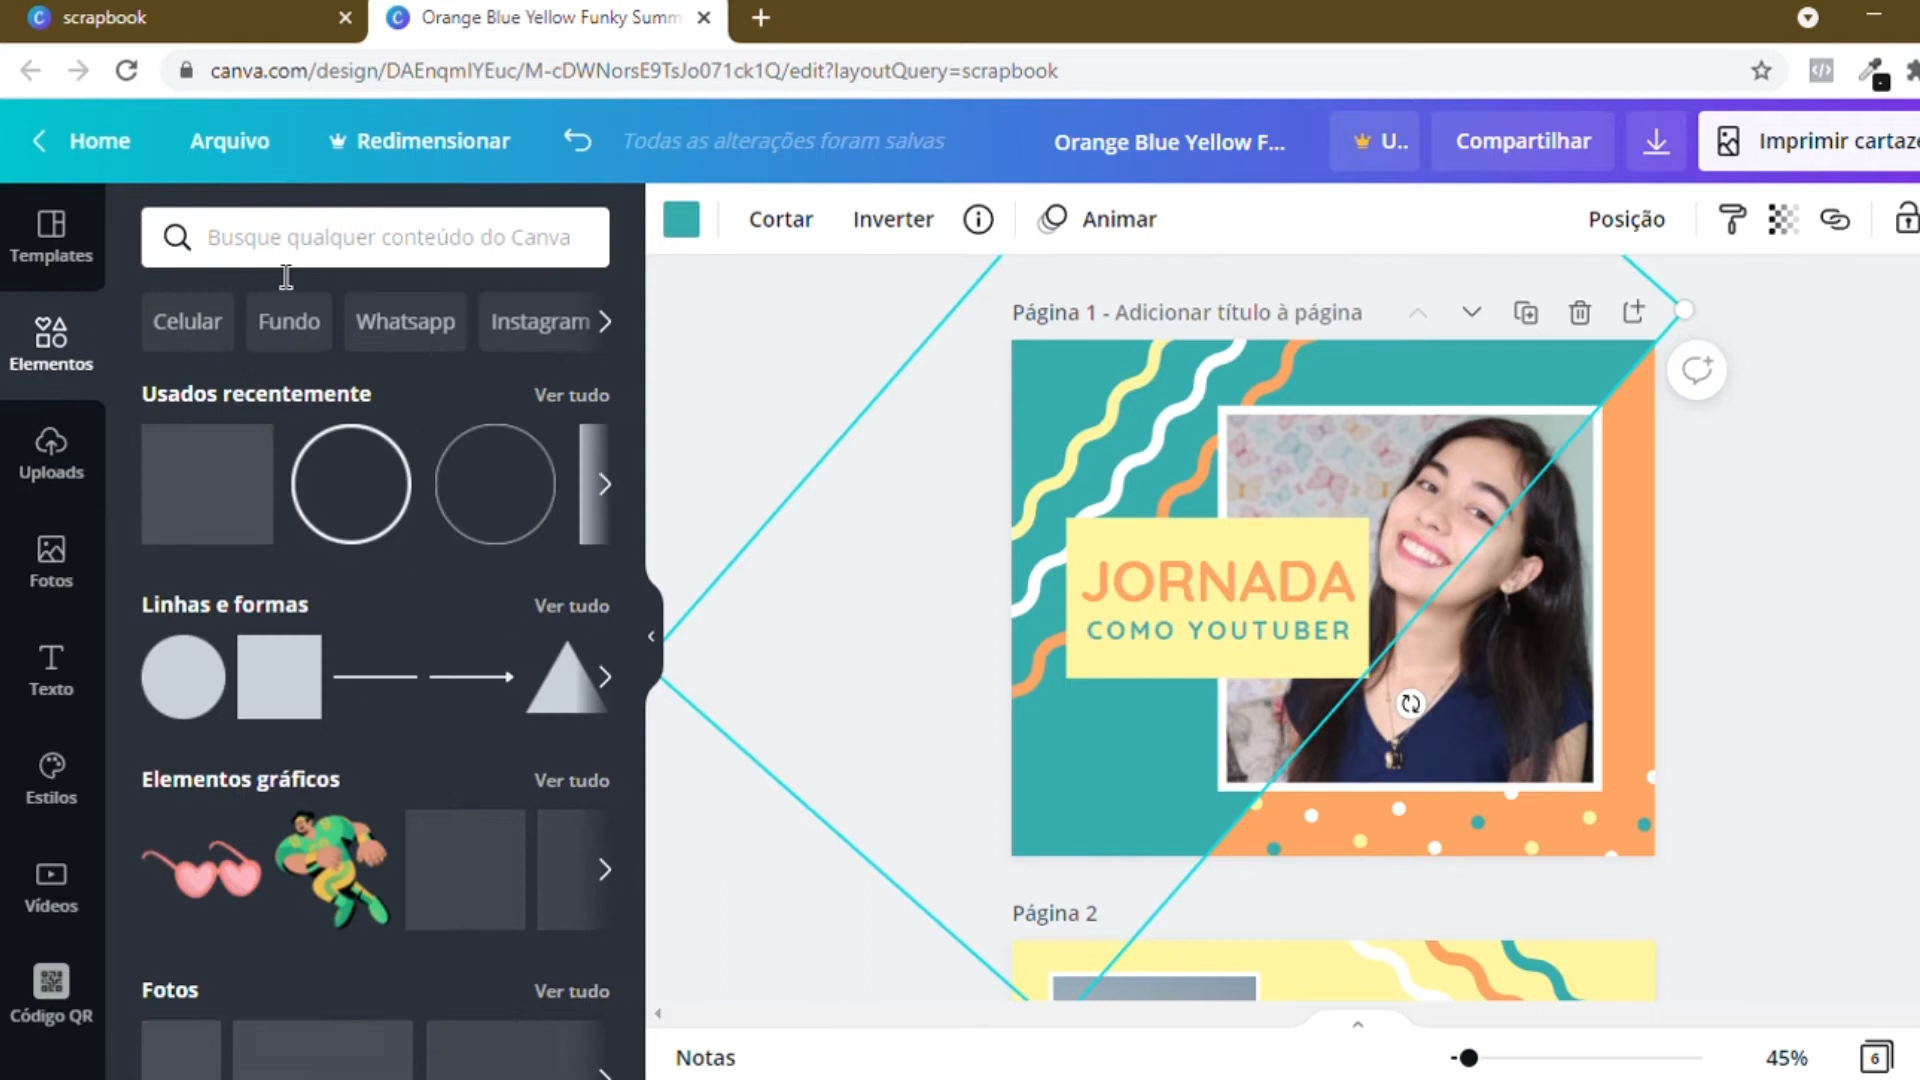 scrapbook
Orange Blue Yellow Funky Summ
canva.com/design/DAEnqmlYEuc/M-cDWNorsE9TsJo071ck1Q/edit?layoutQuery=scrapbook
Home
Arquivo
Redimensionar
Todas as alterações foram salvas
Orange Blue Yellow F...
U..
Compartilhar
Imprimir cartaze
Templates
Elementos
Uploads
Fotos
Texto
Estilos
Vídeos
Código QR
Busque qualquer conteúdo do Canva
Celular
Fundo
Whatsapp
Instagram
Usados recentemente
Ver tudo
Linhas e formas
Ver tudo
Elementos gráficos
Ver tudo
Fotos
Ver tudo
Cortar
Inverter
Animar
Posição
Página 1 - Adicionar título à página
JORNADA
COMO YOUTUBER
Página 2
Notas
45%
6